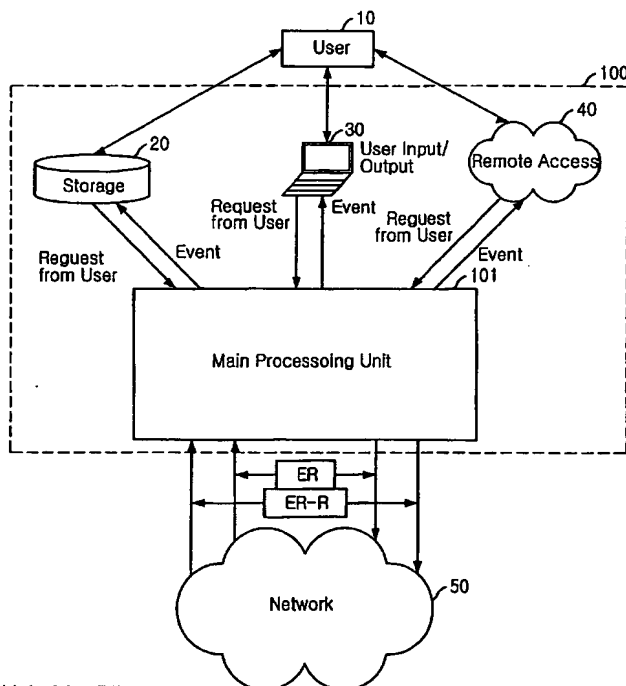 10
User
100
20
Storage
30
User Input/
Output
40
Remote Access
Request
from User
Event
Reguest
from User
Event
Reguest
from User
Event
101
Main Processoing Unit
ER
ER-R
Network
50